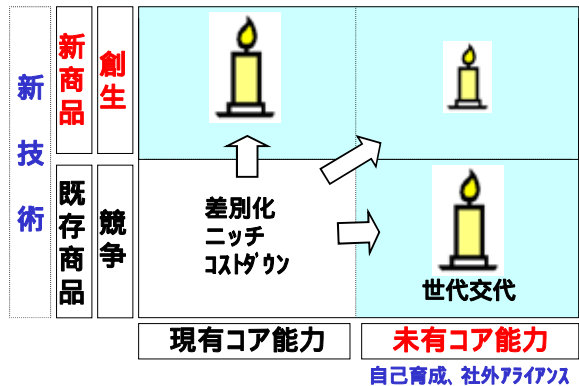 新技術
新商品
創生
既存商品
競争
差別化
ニッチ
コストダウン
世代交代
現有コア能力
未有コア能力
自己育成、社外アライアンス